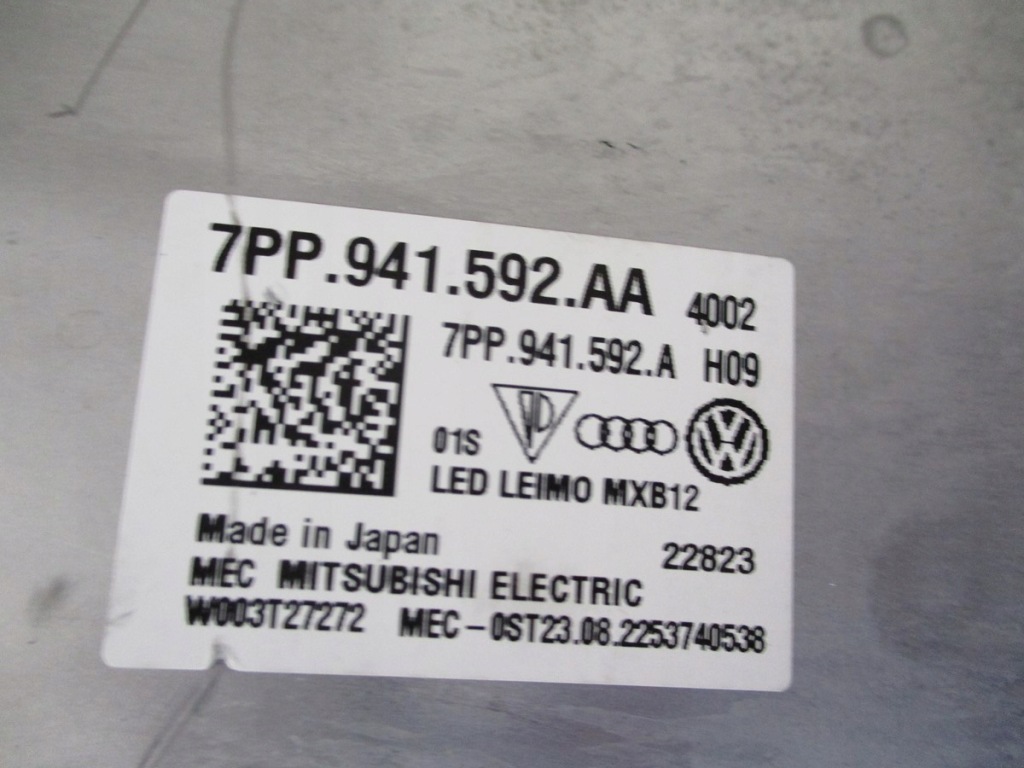 7PP.941.592.AA 4002
7PP.941.592.A H09
01S
LED LEIMO MXB12
Made in Japan 22823
MEC MITSUBISHI ELECTRIC
W003T27272 MEC-0ST23.08.2253740538